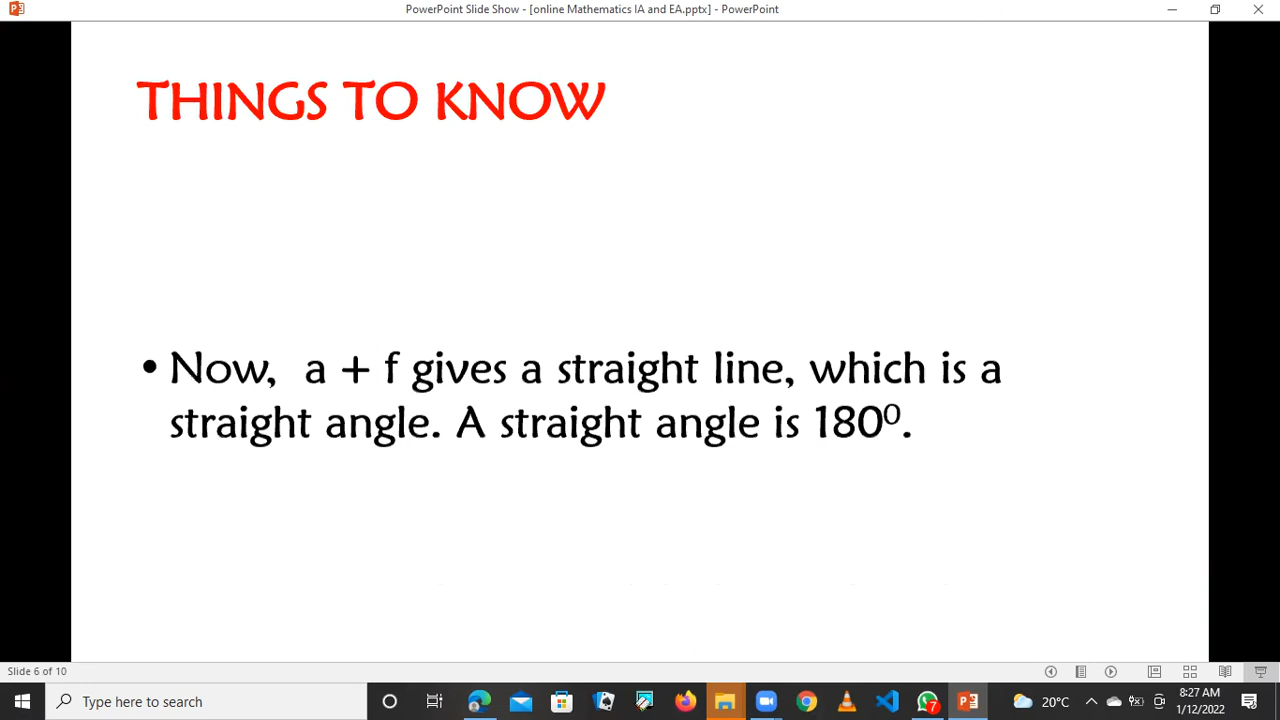 PowerPoint Slide Show - [online Mathematics IA and EA.pptx] - PowerPoint
THINGS TO KNOW
• Now,  a + f gives a straight line, which is a
straight angle. A straight angle is 180⁰.
Slide 6 of 10
Type here to search
7
20°C
8:27 AM
1/12/2022